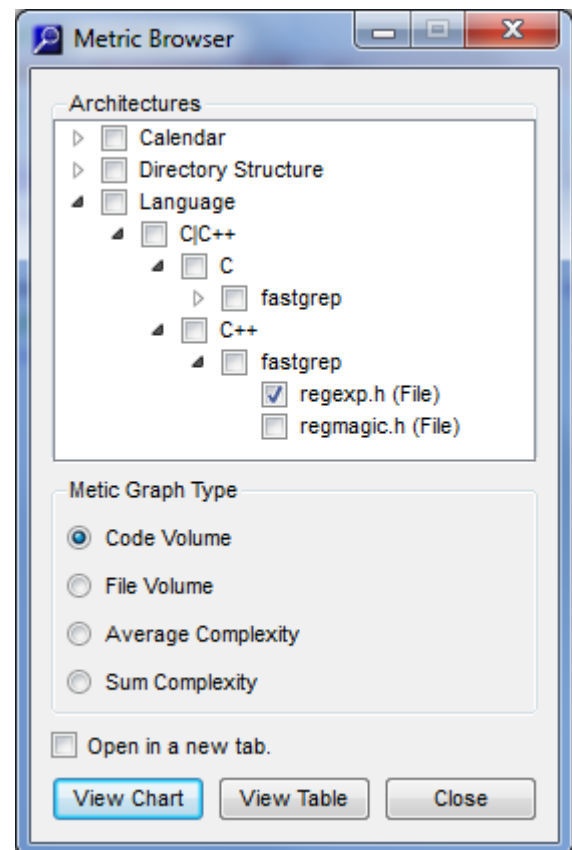 Metric Browser
Architectures
Calendar
Directory Structure
Language
C|C++
C
fastgrep
C++
fastgrep
regexp.h (File)
regmagic.h (File)
Metic Graph Type
Code Volume
File Volume
Average Complexity
Sum Complexity
Open in a new tab.
View Chart View Table Close